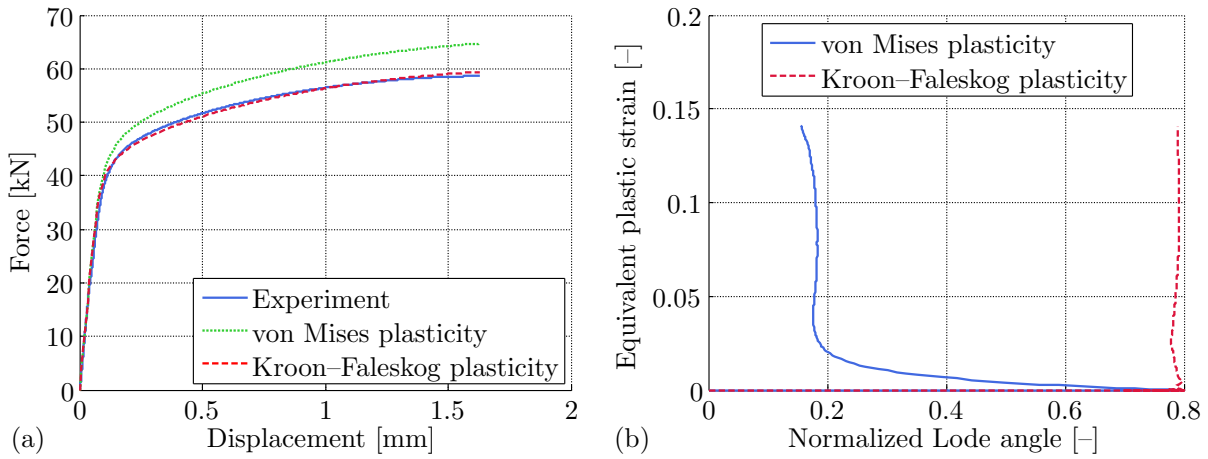 70
60
50
40
30
20
10
0
Force [kN]
Experiment
von Mises plasticity
Kroon–Faleskog plasticity
0
0.5
1
1.5
2
(a)
Displacement [mm]
0.2
0.15
0.1
0.05
0
Equivalent plastic strain [–]
von Mises plasticity
Kroon–Faleskog plasticity
0
0.2
0.4
0.6
0.8
(b)
Normalized Lode angle [–]